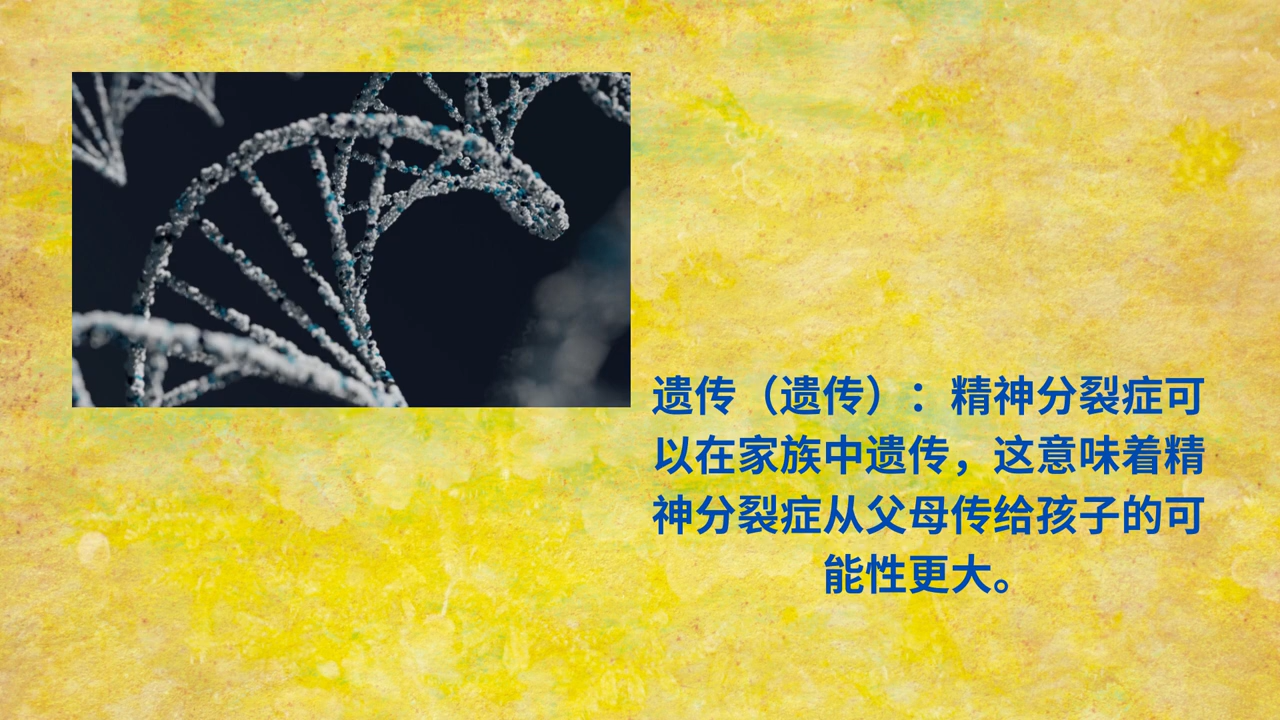 遗传（遗传）：精神分裂症可
以在家族中遗传，这意味着精
神分裂症从父母传给孩子的可
能性更大。